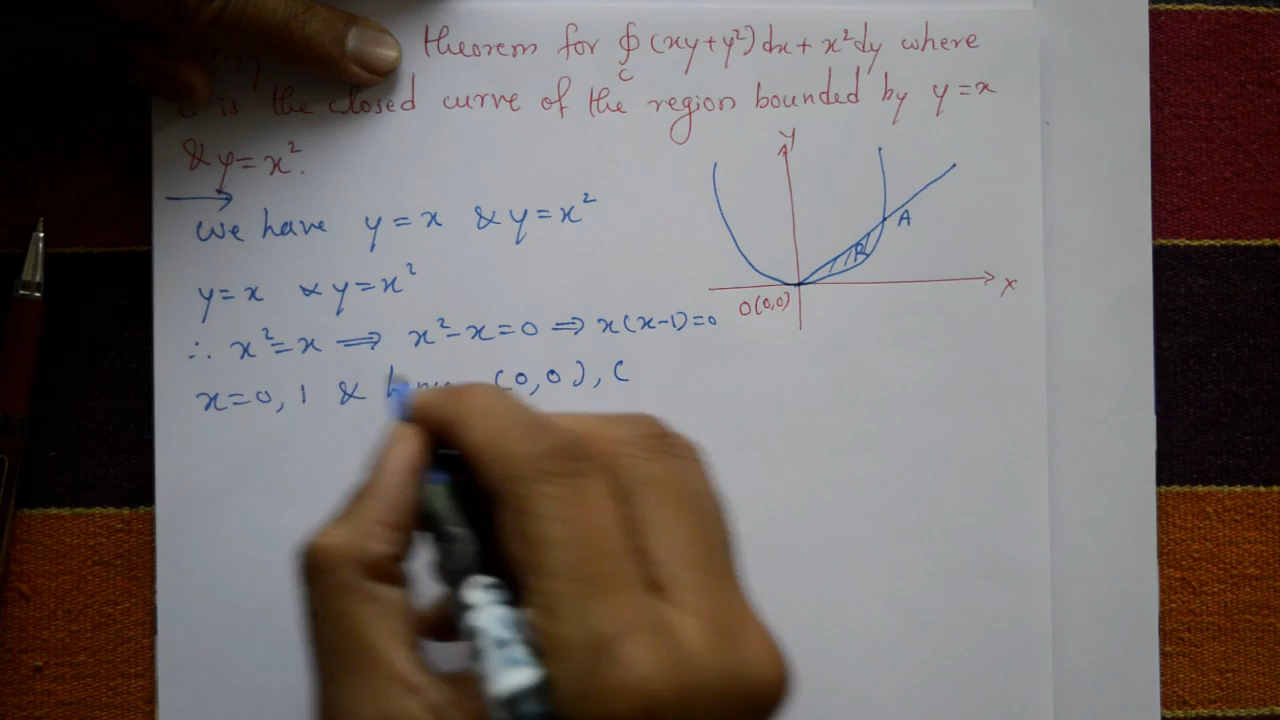 theorem for ∮ (xy+y²) dx + x²dy where
C
C is the closed curve of the region bounded by y=x
& y=x².
we have y=x & y=x²
y=x & y=x²
∴ x²=x ⟹ x²-x=0 ⟹ x(x-1)=0
x=0, 1 & (0,0), (
Y
A
R
X
O(0,0)